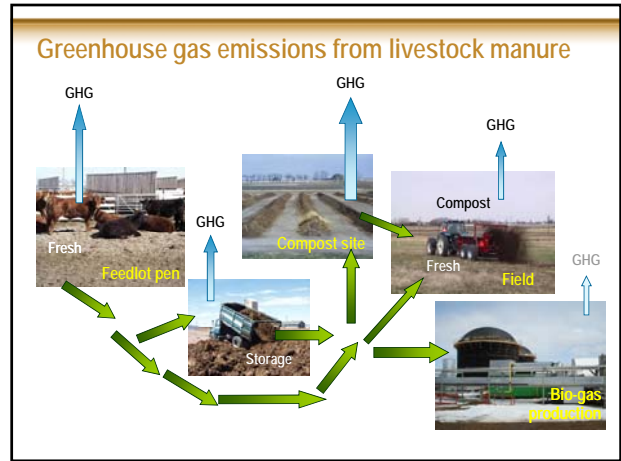 Greenhouse gas emissions from livestock manure
GHG
GHG
GHG
GHG
GHG
Fresh
Feedlot pen
Storage
Compost site
Compost
Fresh
Field
Bio-gas
production